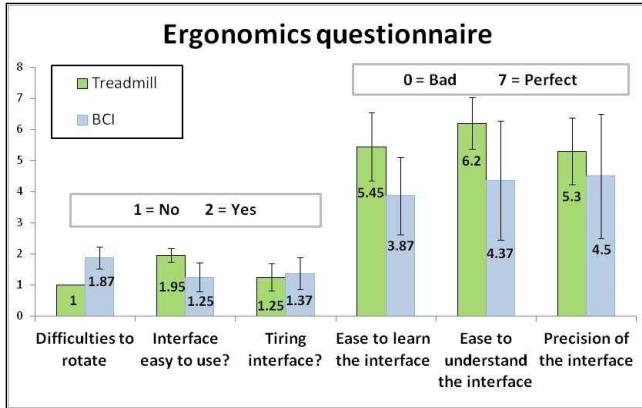 Ergonomics questionnaire
8
7
6
5
4
3
2
1
0
Treadmill
BCI
0 = Bad 7 = Perfect
1 = No 2 = Yes
1
1.87
1.95
1.25
1.25
1.37
5.45
3.87
6.2
4.37
5.3
4.5
Difficulties to
rotate
Interface
easy to use?
Tiring
interface?
Ease to learn
the interface
Ease to
understand
the interface
Precision of
the interface